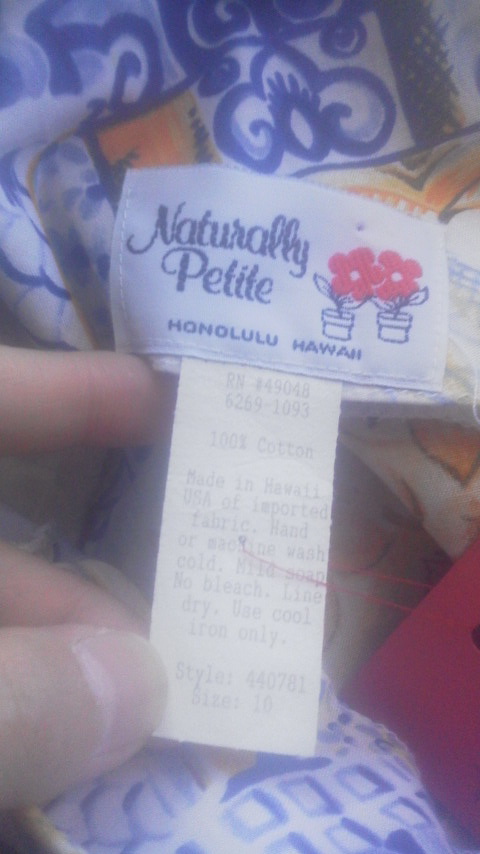 Naturally
Petite
HONOLULU HAWAII
RN #49048
6269-1093
100% Cotton
Made in Hawaii
USA of imported
fabric. Hand
or machine wash
cold. Mild soap
No bleach. Line
dry. Use cool
iron only.
Style: 440781
Size: 10